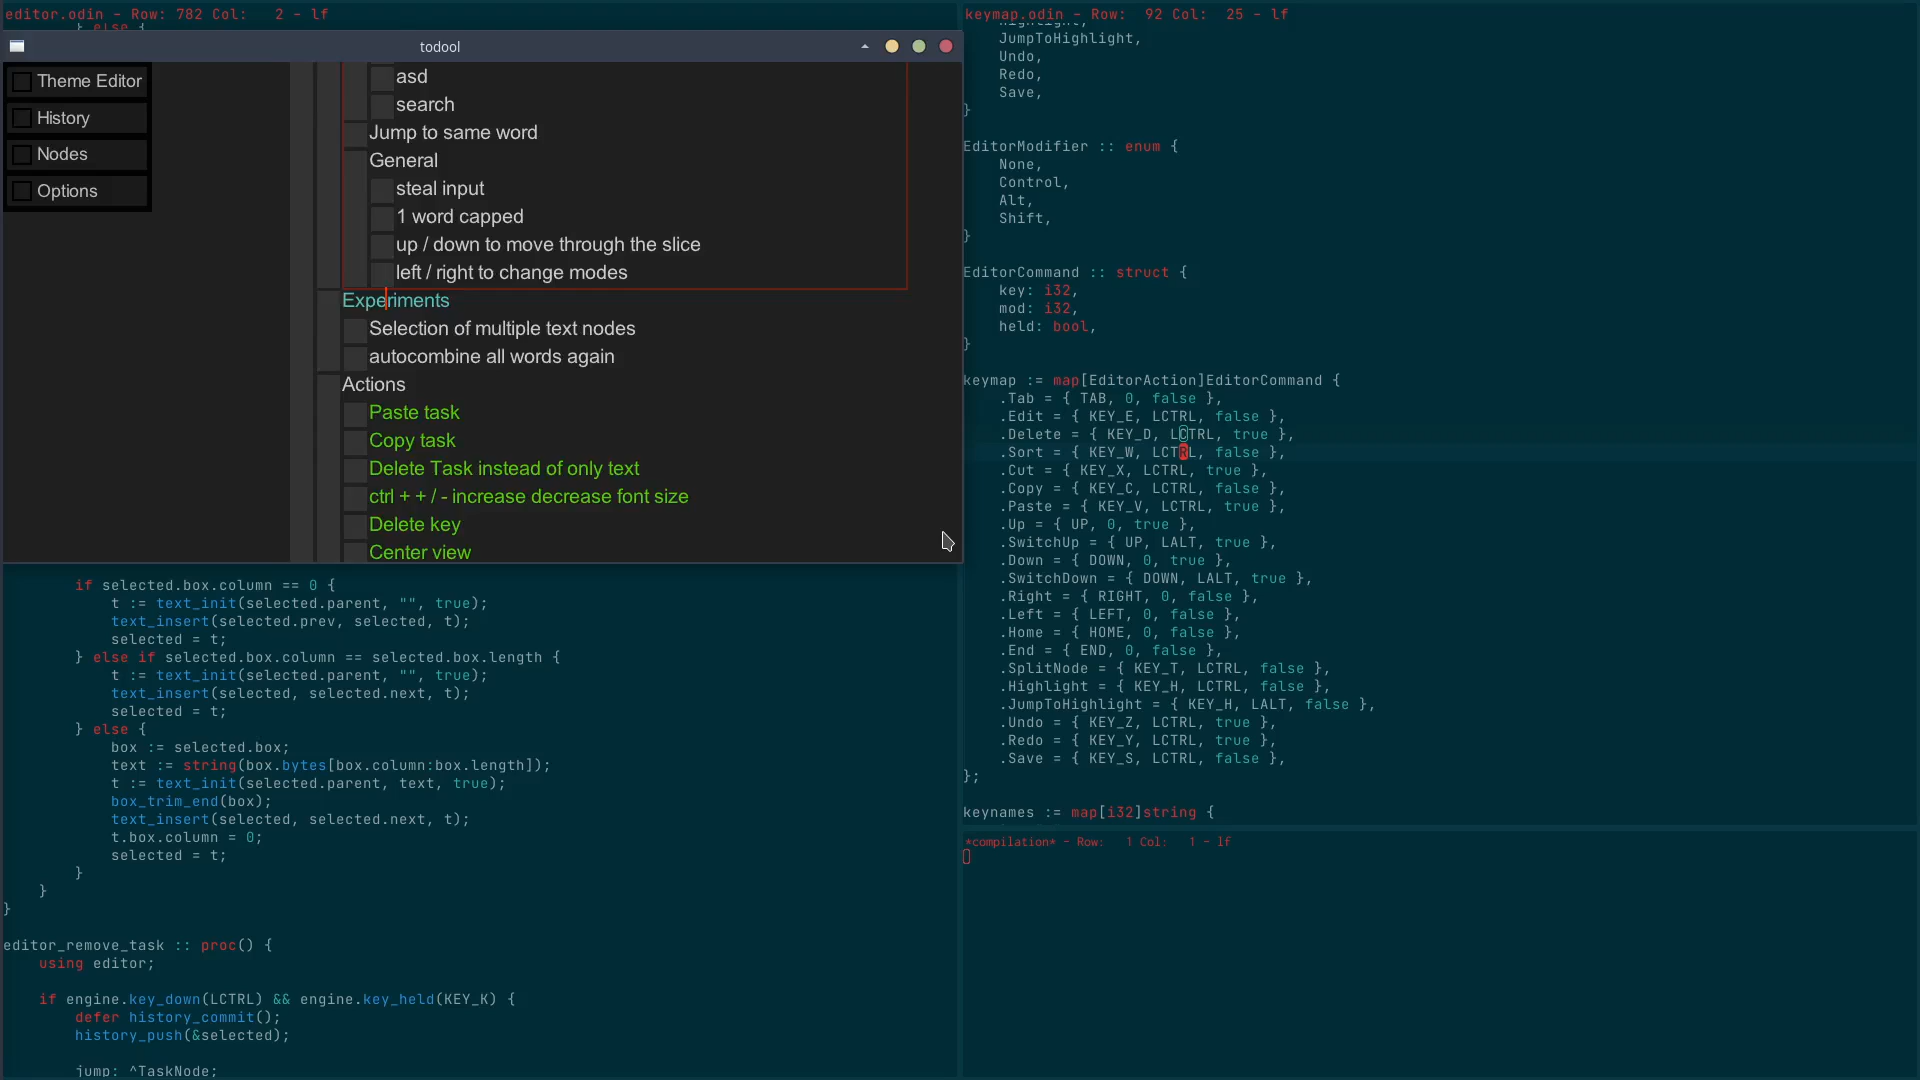 editor.odin - Row: 782 Col:   2 - lf
} else {
todool
Theme Editor
History
Nodes
Options
asd
search
Jump to same word
General
steal input
1 word capped
up / down to move through the slice
left / right to change modes
Experiments
Selection of multiple text nodes
autocombine all words again
Actions
Paste task
Copy task
Delete Task instead of only text
ctrl + + / - increase decrease font size
Delete key
Center view
if selected.box.column == 0 {
t := text_init(selected.parent, "", true);
text_insert(selected.prev, selected, t);
selected = t;
} else if selected.box.column == selected.box.length {
t := text_init(selected.parent, "", true);
text_insert(selected, selected.next, t);
selected = t;
} else {
box := selected.box;
text := string(box.bytes[box.column:box.length]);
t := text_init(selected.parent, text, true);
box_trim_end(box);
text_insert(selected, selected.next, t);
t.box.column = 0;
selected = t;
}
}
}
editor_remove_task :: proc() {
using editor;
if engine.key_down(LCTRL) && engine.key_held(KEY_K) {
defer history_commit();
history_push(&selected);
jump: ^TaskNode;
keymap.odin - Row:  92 Col:  25 - lf
Highlight,
JumpToHighlight,
Undo,
Redo,
Save,
}
EditorModifier :: enum {
None,
Control,
Alt,
Shift,
}
EditorCommand :: struct {
key: i32,
mod: i32,
held: bool,
}
keymap := map[EditorAction]EditorCommand {
.Tab = { TAB, 0, false },
.Edit = { KEY_E, LCTRL, false },
.Delete = { KEY_D, LCTRL, true },
.Sort = { KEY_W, LCTRL, false },
.Cut = { KEY_X, LCTRL, true },
.Copy = { KEY_C, LCTRL, false },
.Paste = { KEY_V, LCTRL, true },
.Up = { UP, 0, true },
.SwitchUp = { UP, LALT, true },
.Down = { DOWN, 0, true },
.SwitchDown = { DOWN, LALT, true },
.Right = { RIGHT, 0, false },
.Left = { LEFT, 0, false },
.Home = { HOME, 0, false },
.End = { END, 0, false },
.SplitNode = { KEY_T, LCTRL, false },
.Highlight = { KEY_H, LCTRL, false },
.JumpToHighlight = { KEY_H, LALT, false },
.Undo = { KEY_Z, LCTRL, true },
.Redo = { KEY_Y, LCTRL, true },
.Save = { KEY_S, LCTRL, false },
};
keynames := map[i32]string {
*compilation* - Row:   1 Col:   1 - lf